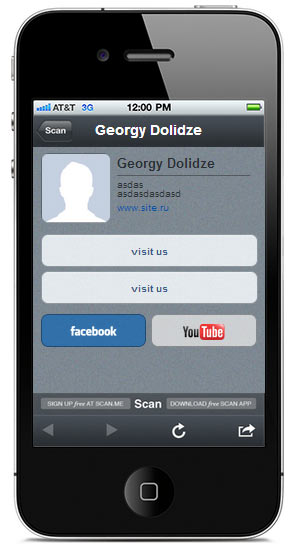 AT&T 3G 12:00 PM
Scan Georgy Dolidze
Georgy Dolidze
asdas
asdasdasdasd
www.site.ru
visit us
visit us
facebook YouTube
SIGN UP free AT SCAN.ME Scan DOWNLOAD free SCAN APP